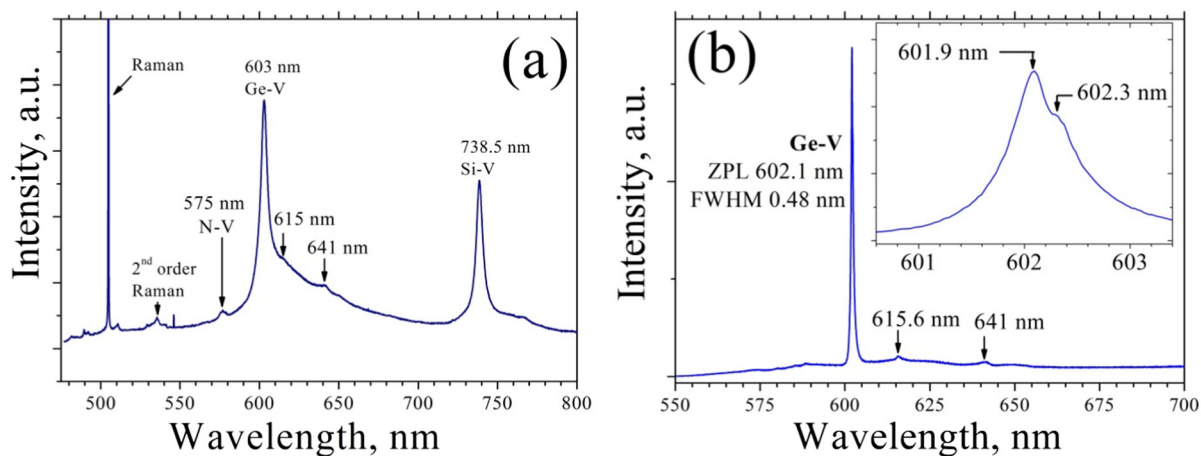 (a)
Raman
603 nm
Ge-V
738.5 nm
Si-V
575 nm
N-V
615 nm
641 nm
2nd order
Raman
Intensity, a.u.
500 550 600 650 700 750 800
Wavelength, nm
(b)
601.9 nm
602.3 nm
Ge-V
ZPL 602.1 nm
FWHM 0.48 nm
601 602 603
615.6 nm
641 nm
Intensity, a.u.
550 575 600 625 650 675 700
Wavelength, nm